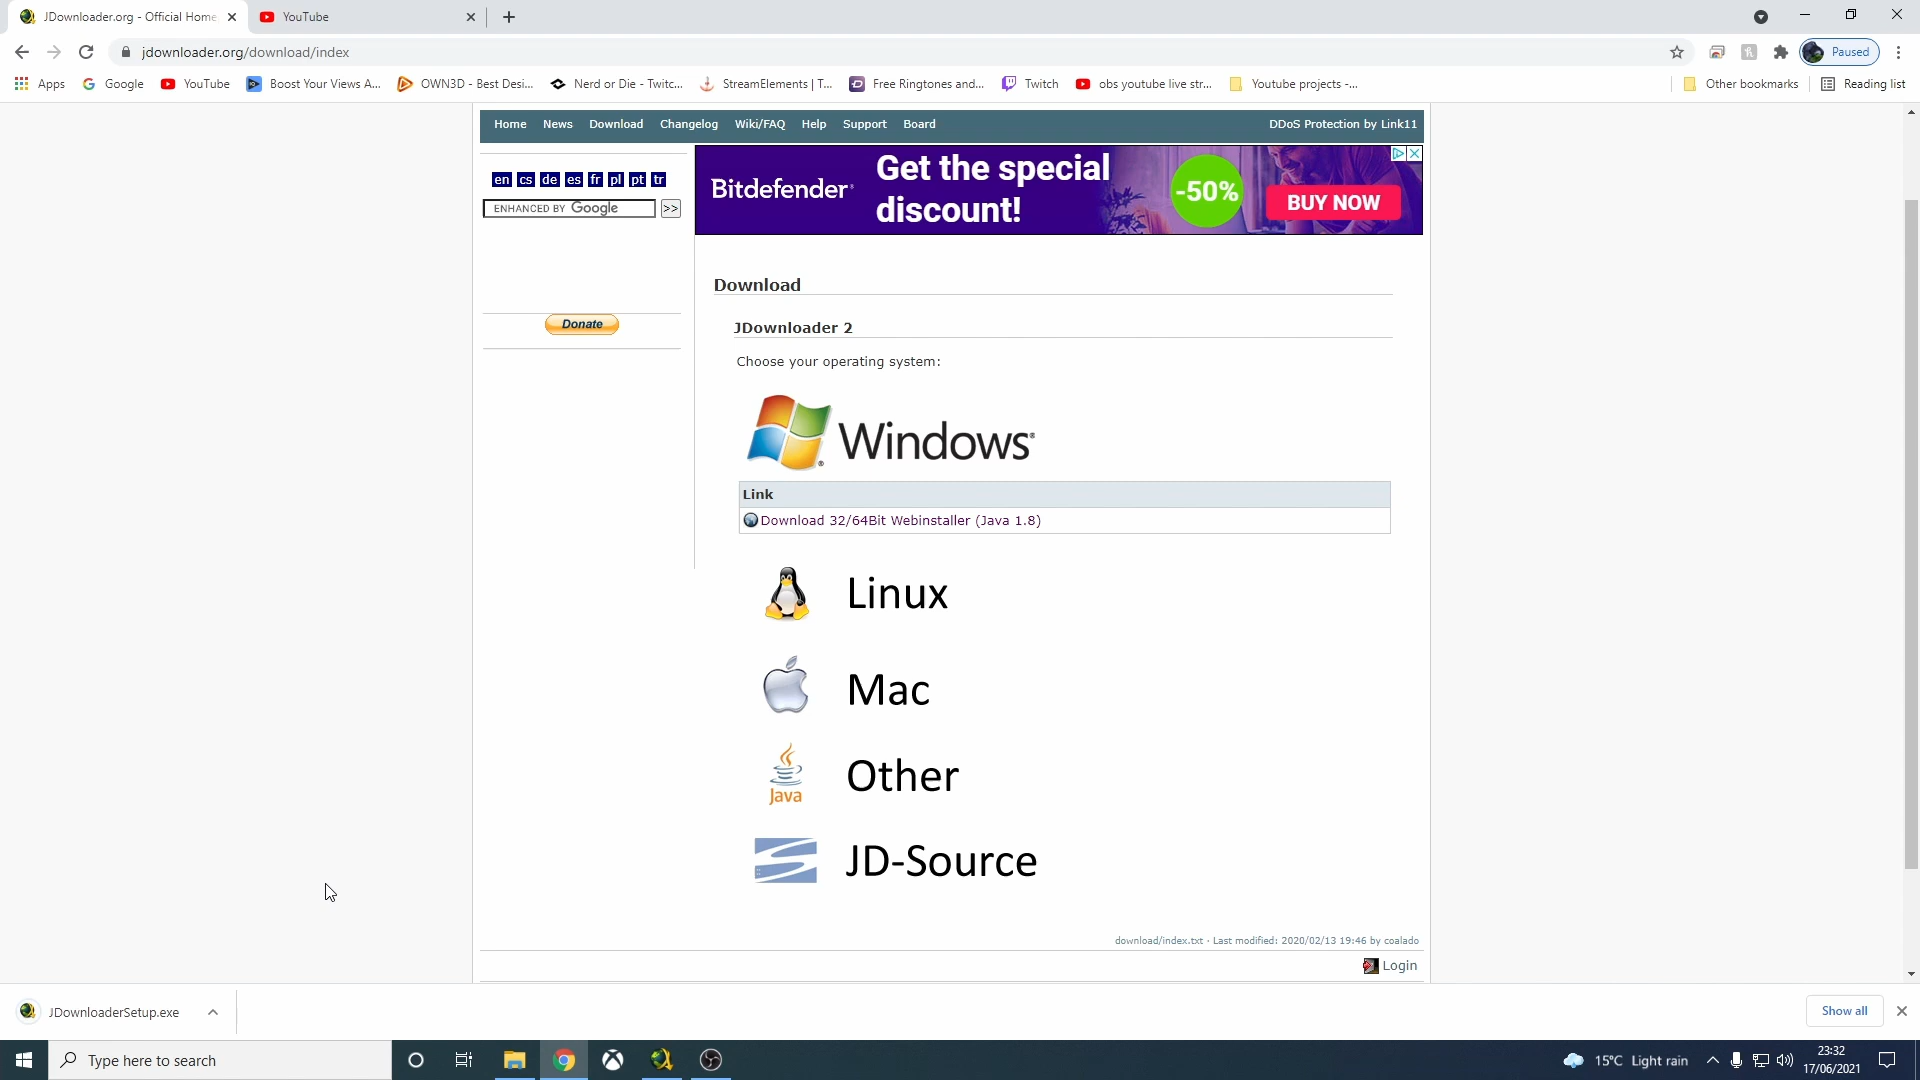 JDownloader.org - Official Home
YouTube
jdownloader.org/download/index
Paused
Apps
Google
YouTube
Boost Your Views A...
OWN3D - Best Desi...
Nerd or Die - Twitc...
StreamElements | T...
Free Ringtones and...
Twitch
obs youtube live str...
Youtube projects -...
Other bookmarks
Reading list
Home News Download Changelog Wiki/FAQ Help Support Board
DDoS Protection by Link11
en cs de es fr pl pt tr
ENHANCED BY Google
>>
Donate
Bitdefender®
Get the special
discount!
-50%
BUY NOW
Download
JDownloader 2
Choose your operating system:
Windows®
Link
Download 32/64Bit Webinstaller (Java 1.8)
Linux
Mac
Java
Other
JD-Source
download/index.txt · Last modified: 2020/02/13 19:46 by coalado
Login
JDownloaderSetup.exe
Show all
Type here to search
15°C Light rain
23:32
17/06/2021